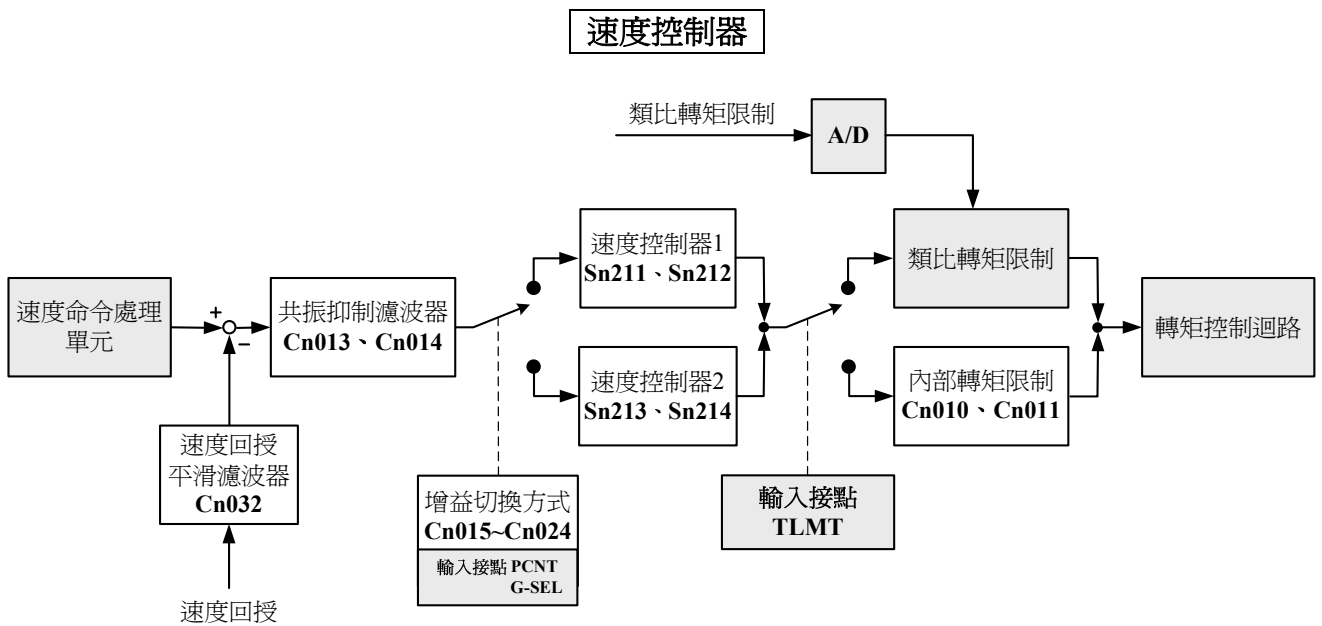 速度控制器
類比轉矩限制
A/D
速度命令處理
單元
+
−
共振抑制濾波器
Cn013、Cn014
速度控制器1
Sn211、Sn212
速度控制器2
Sn213、Sn214
類比轉矩限制
內部轉矩限制
Cn010、Cn011
轉矩控制迴路
速度回授
平滑濾波器
Cn032
速度回授
增益切換方式
Cn015~Cn024
輸入接點 PCNT
G-SEL
輸入接點
TLMT